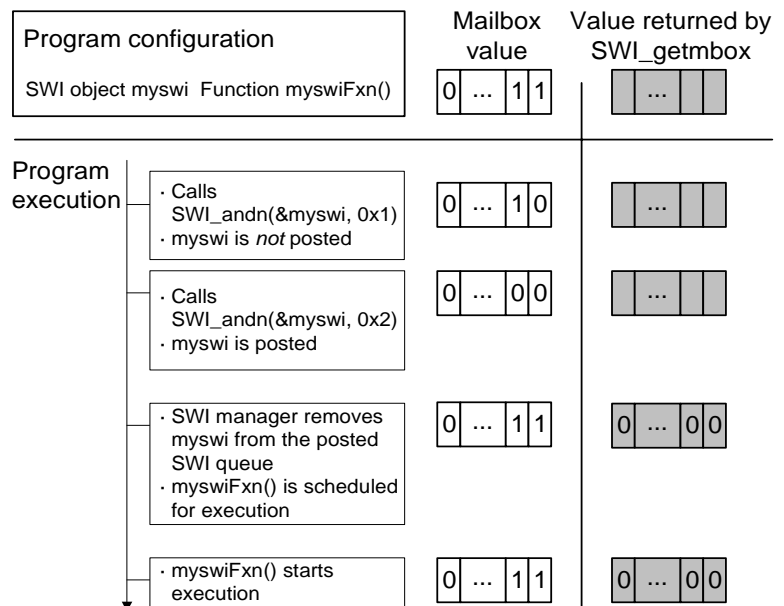 Program configuration
SWI object myswi Function myswiFxn()
Mailbox
value
Value returned by
SWI_getmbox
0 ... 1 1
...
Program
execution
· Calls
SWI_andn(&myswi, 0x1)
· myswi is not posted
0 ... 1 0
...
· Calls
SWI_andn(&myswi, 0x2)
· myswi is posted
0 ... 0 0
...
· SWI manager removes
myswi from the posted
SWI queue
· myswiFxn() is scheduled
for execution
0 ... 1 1
0 ... 0 0
· myswiFxn() starts
execution
0 ... 1 1
0 ... 0 0